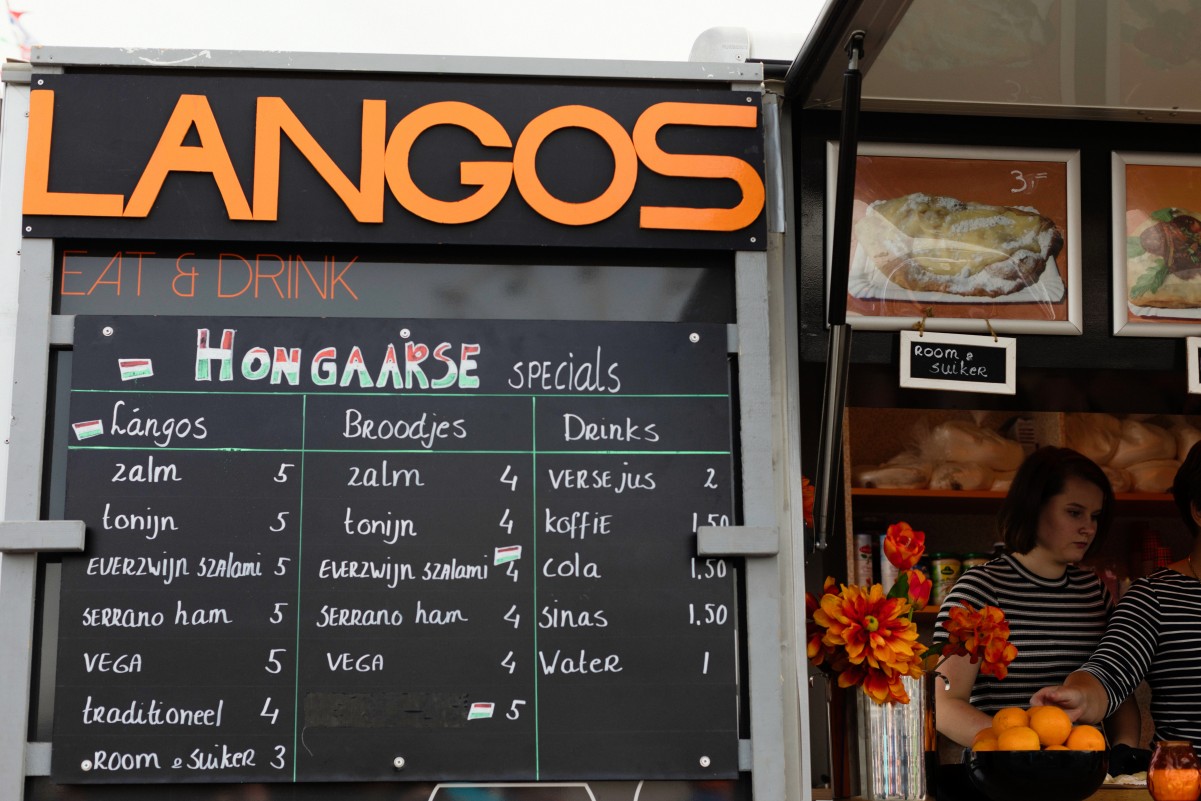 LANGOS
EAT & DRINK
HONGAARSE SPECIALS
Lángos
zalm 5
tonijn 5
EVERZwijn SZAlami 5
SERRANO ham 5
VEGA 5
traditioneel 4
ROOM & SUIKER 3
Broodjes
zalm 4
tonijn 4
EVERZwijn SZAlami 4
SERRANO ham 4
VEGA 4
5
Drinks
VERSE jus 2
koffiE 1,50
cola 1,50
sinas 1,50
Water 1
3,-
ROOM &
SUIKER